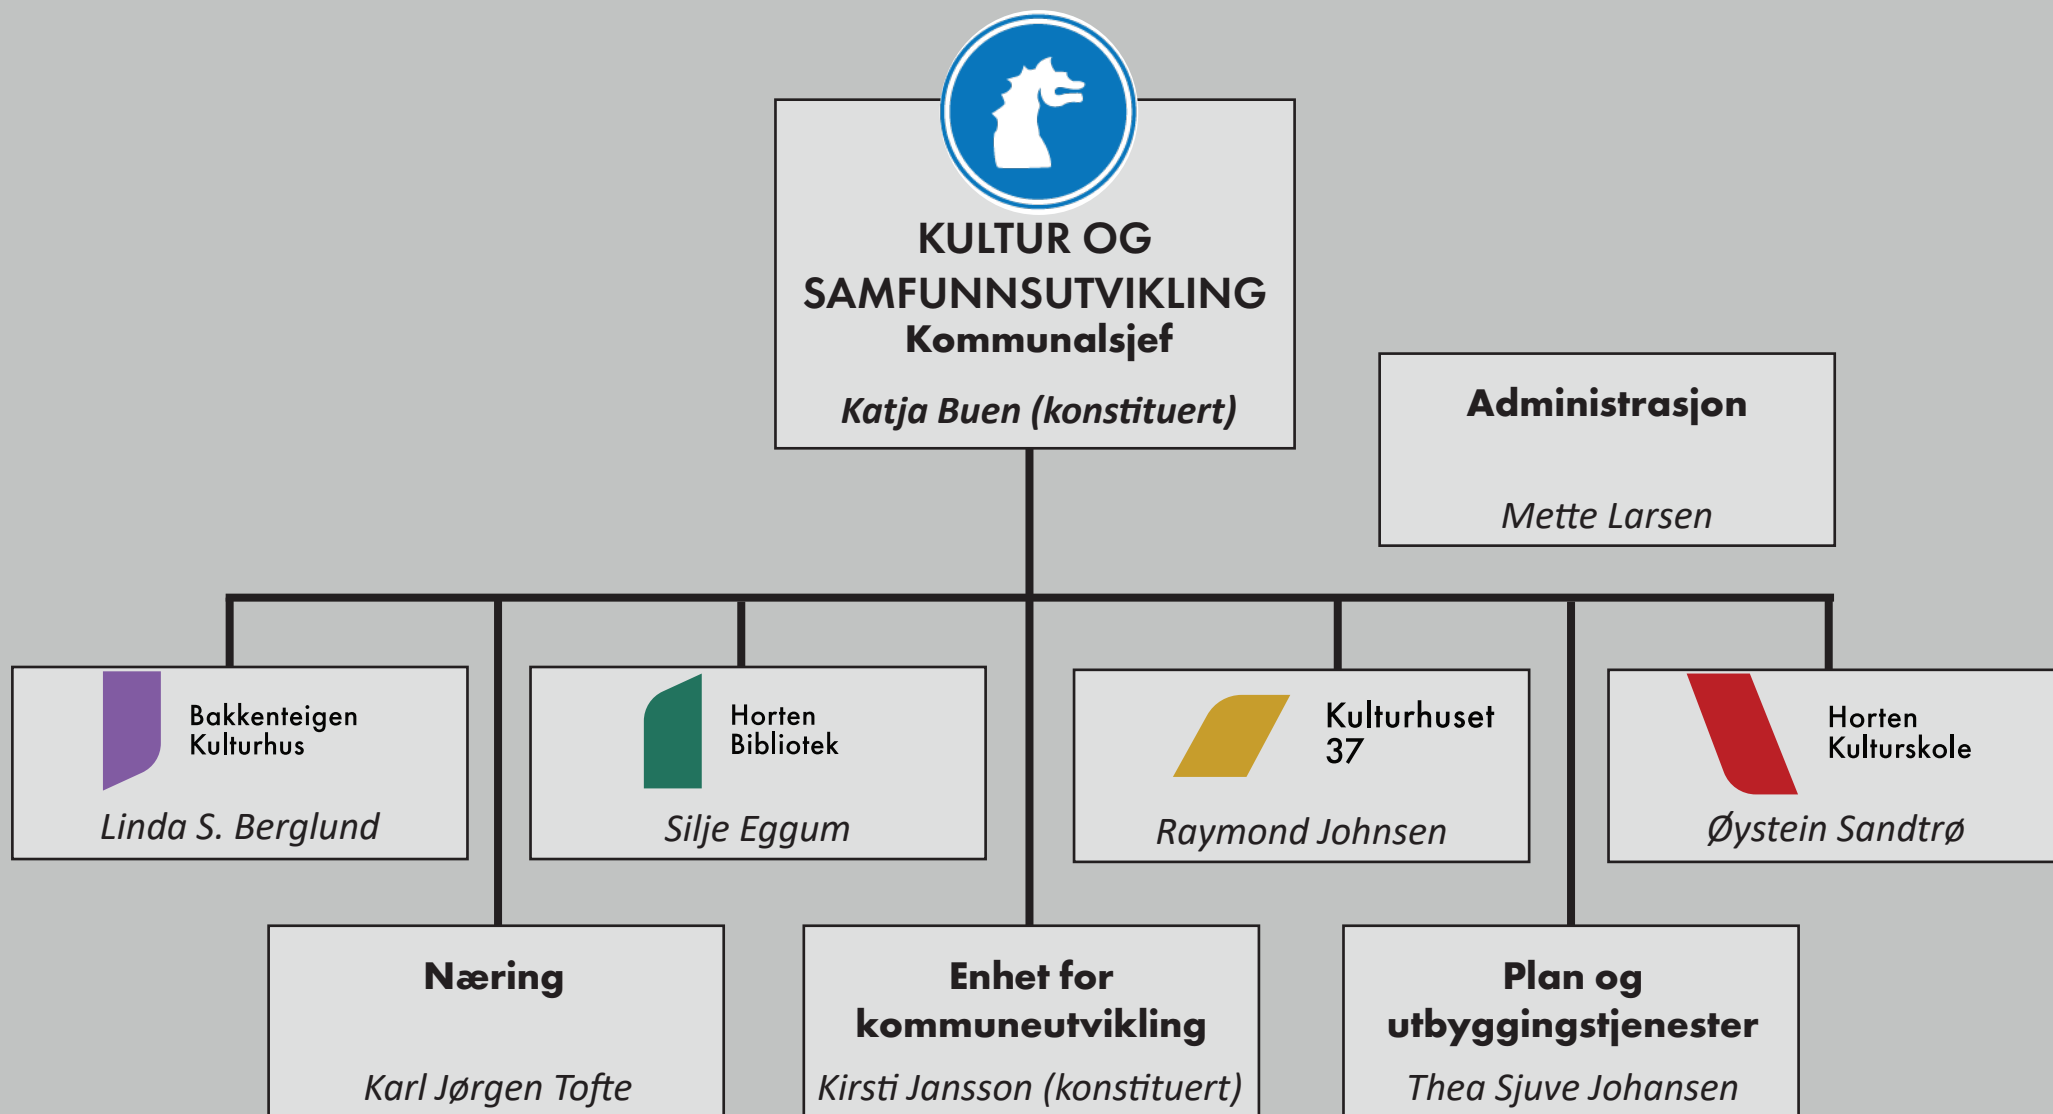 KULTUR OG
SAMFUNNSUTVIKLING
Kommunalsjef
Katja Buen (konstituert)
Administrasjon
Mette Larsen
Bakkenteigen
Kulturhus
Linda S. Berglund
Horten
Bibliotek
Silje Eggum
Kulturhuset
37
Raymond Johnsen
Horten
Kulturskole
Øystein Sandtrø
Næring
Karl Jørgen Tofte
Enhet for
kommuneutvikling
Kirsti Jansson (konstituert)
Plan og
utbyggingstjenester
Thea Sjuve Johansen